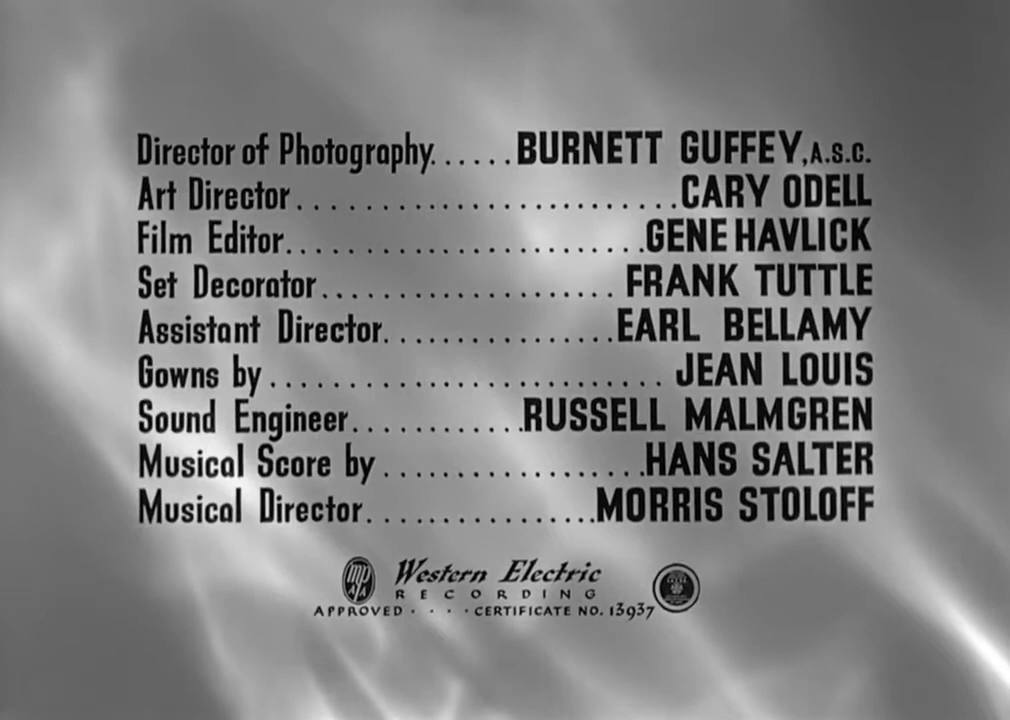 Director of Photography......BURNETT GUFFEY, A.S.C.
Art Director..........................CARY ODELL
Film Editor.........................GENE HAVLICK
Set Decorator.................... FRANK TUTTLE
Assistant Director................EARL BELLAMY
Gowns by........................... JEAN LOUIS
Sound Engineer............RUSSELL MALMGREN
Musical Score by..................HANS SALTER
Musical Director................MORRIS STOLOFF
Western Electric
RECORDING
APPROVED · · · · CERTIFICATE NO. 13937